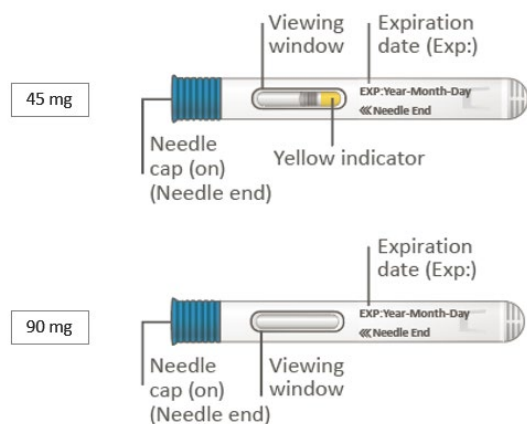 Viewing
window
Expiration
date (Exp:)
45 mg
EXP:Year-Month-Day
⋘Needle End
Needle
cap (on)
(Needle end)
Yellow indicator
Expiration
date (Exp:)
90 mg
EXP:Year-Month-Day
⋘Needle End
Needle
cap (on)
(Needle end)
Viewing
window